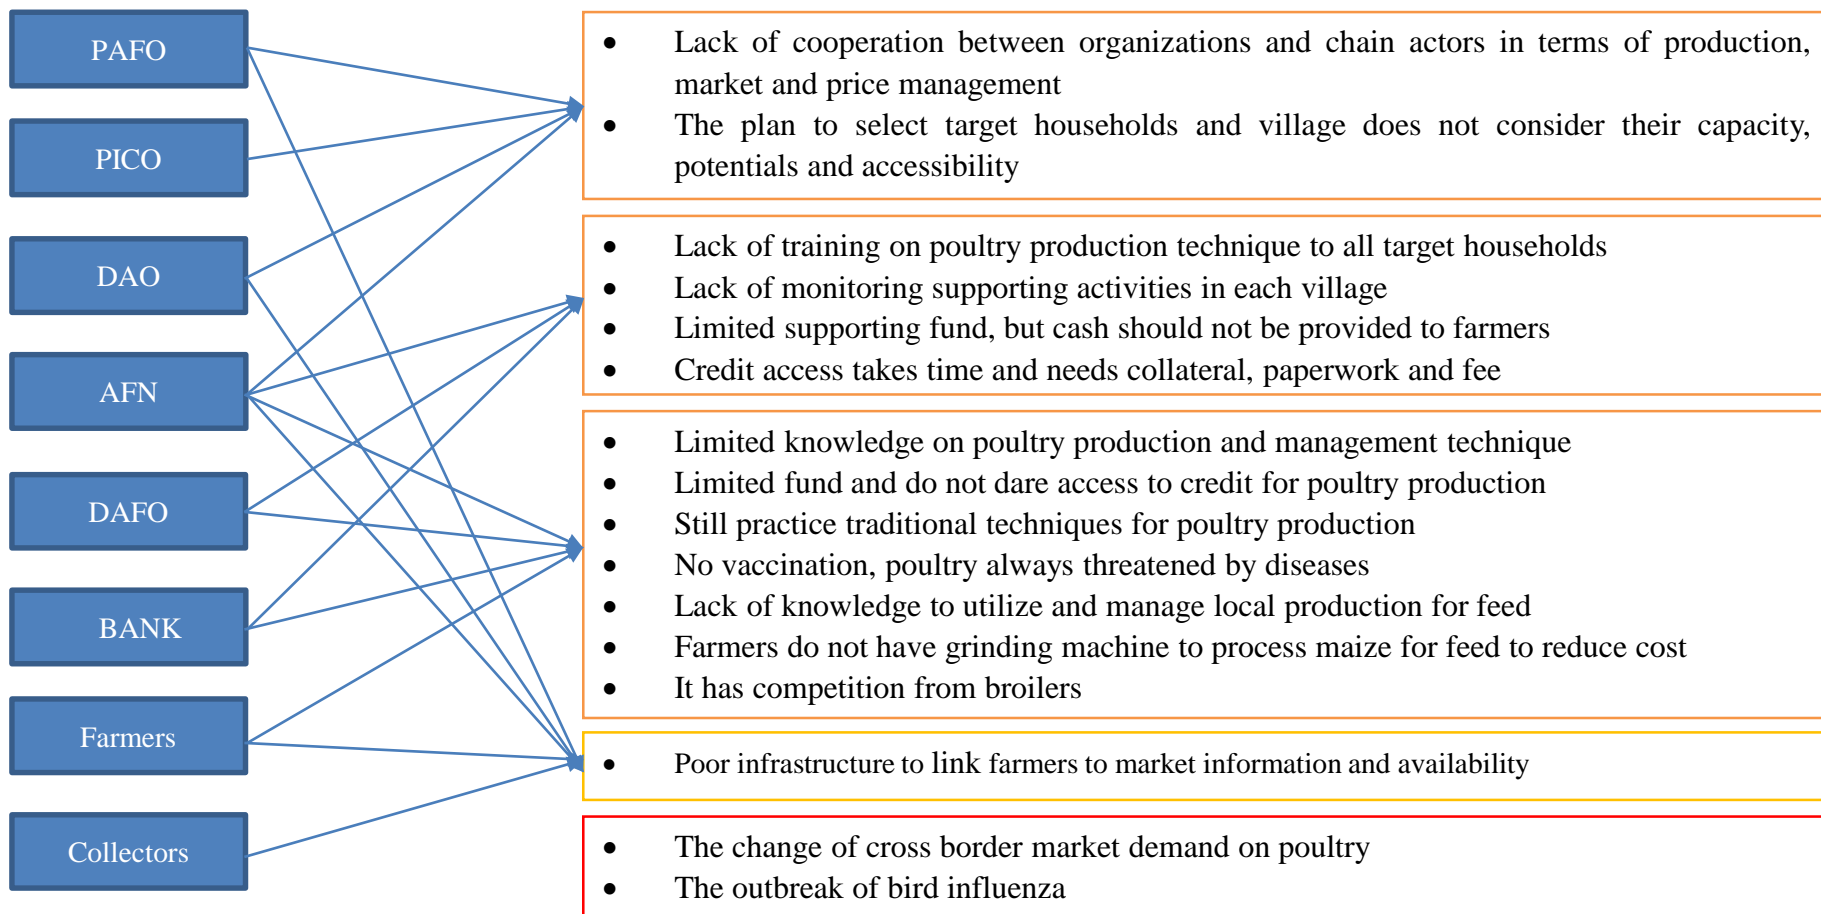 PAFO
PICO
DAO
AFN
DAFO
BANK
Farmers
Collectors
• Lack of cooperation between organizations and chain actors in terms of production,
market and price management
• The plan to select target households and village does not consider their capacity,
potentials and accessibility
• Lack of training on poultry production technique to all target households
• Lack of monitoring supporting activities in each village
• Limited supporting fund, but cash should not be provided to farmers
• Credit access takes time and needs collateral, paperwork and fee
• Limited knowledge on poultry production and management technique
• Limited fund and do not dare access to credit for poultry production
• Still practice traditional techniques for poultry production
• No vaccination, poultry always threatened by diseases
• Lack of knowledge to utilize and manage local production for feed
• Farmers do not have grinding machine to process maize for feed to reduce cost
• It has competition from broilers
• Poor infrastructure to link farmers to market information and availability
• The change of cross border market demand on poultry
• The outbreak of bird influenza